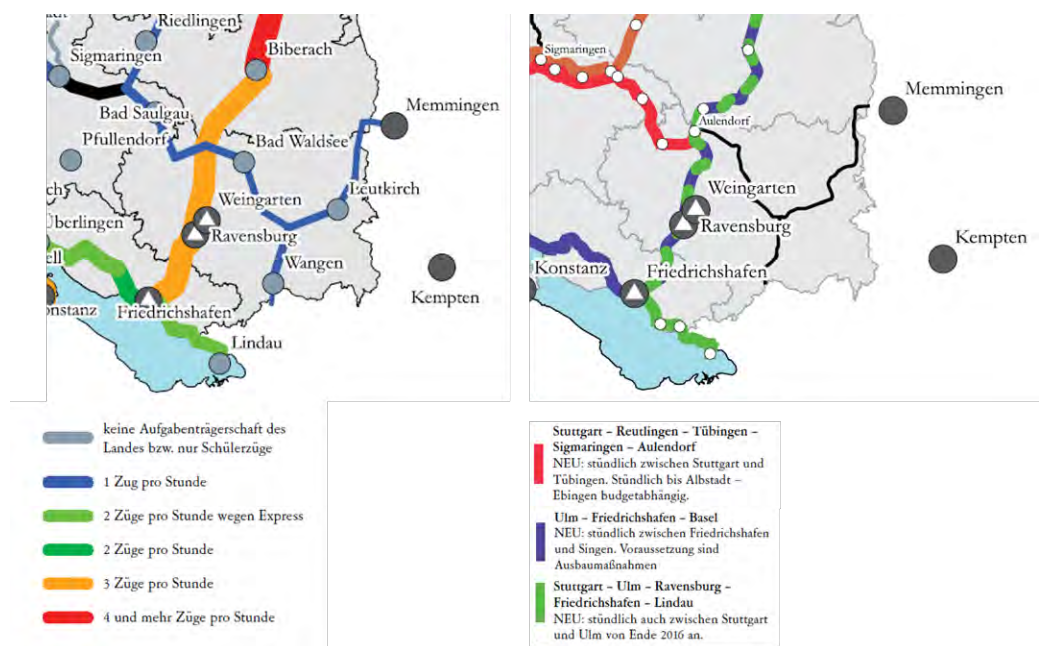 Riedlingen
Sigmaringen
Biberach
Memmingen
Bad Saulgau
Pfullendorf
Bad Waldsee
ch
Leutkirch
Weingarten
Überlingen
Ravensburg
ell
Wangen
Kempten
onstanz
Friedrichshafen
Lindau
keine Aufgabenträgerschaft des
Landes bzw. nur Schülerzüge
1 Zug pro Stunde
2 Züge pro Stunde wegen Express
2 Züge pro Stunde
3 Züge pro Stunde
4 und mehr Züge pro Stunde
Sigmaringen
Memmingen
Aulendorf
Weingarten
Ravensburg
Kempten
Konstanz
Friedrichshafen
Stuttgart – Reutlingen – Tübingen –
Sigmaringen – Aulendorf
NEU: stündlich zwischen Stuttgart und
Tübingen. Stündlich bis Albstadt –
Ebingen budgetabhängig.
Ulm – Friedrichshafen – Basel
NEU: stündlich zwischen Friedrichshafen
und Singen. Voraussetzung sind
Ausbaumaßnahmen
Stuttgart – Ulm – Ravensburg –
Friedrichshafen – Lindau
NEU: stündlich auch zwischen Stuttgart
und Ulm von Ende 2016 an.